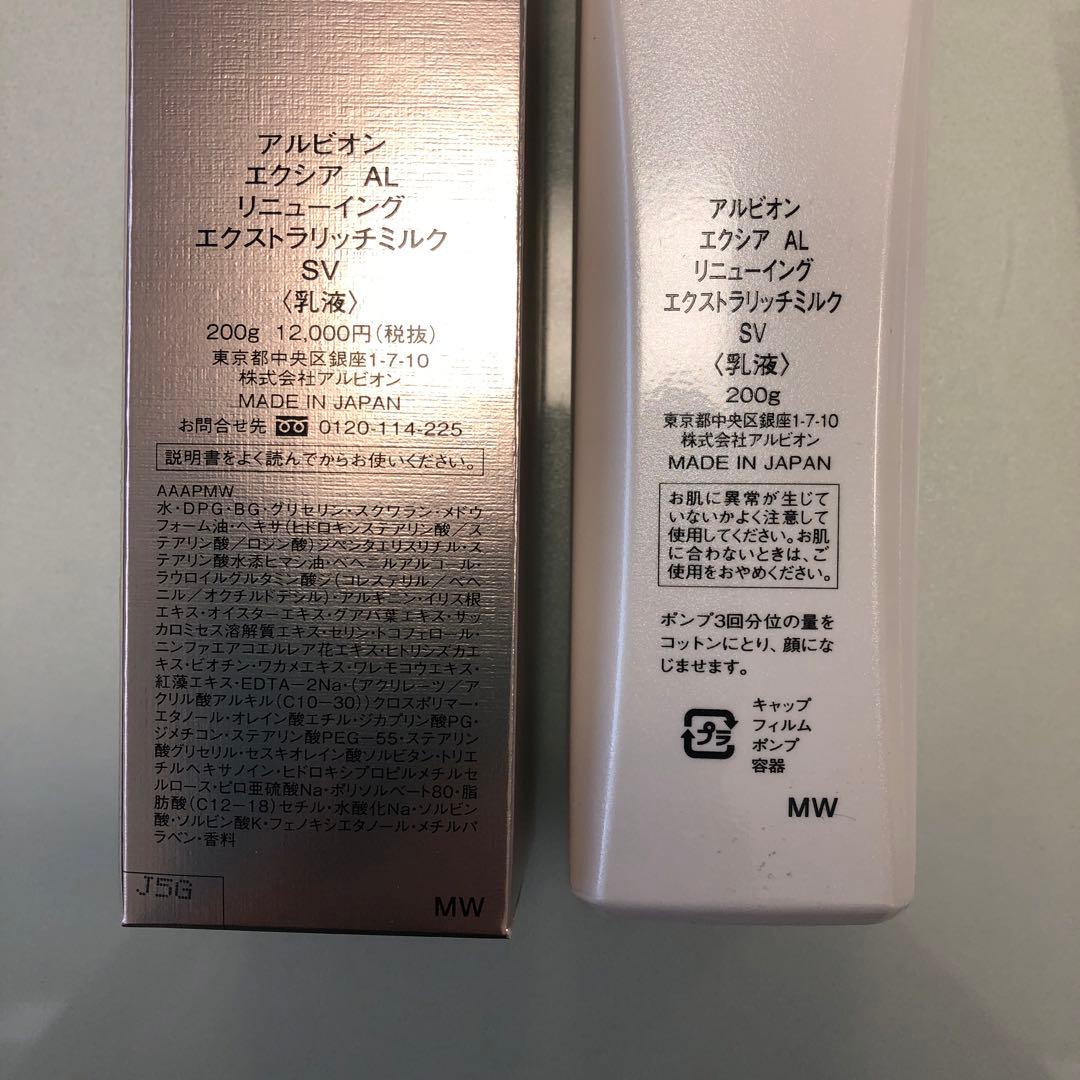 アルビオン
エクシア AL
リニューイング
エクストラリッチミルク
SV
〈乳液〉
200g 12,000円(税抜)
東京都中央区銀座1-7-10
株式会社アルビオン
MADE IN JAPAN
お問合せ先 0120-114-225
説明書をよく読んでからお使いください。
AAAPMW
水・DPG・BG・グリセリン・スクワラン・メドウ
フォーム油・ヘキサ(ヒドロキシステアリン酸/ス
テアリン酸/ロジン酸)ジペンタエリスリチル・ス
テアリン酸水添ヒマシ油・ベヘニルアルコール・
ラウロイルグルタミン酸ジ(コレステリル/ベヘ
ニル/オクチルドデシル)・アルギニン・イリス根
エキス・オイスターエキス・グアバ葉エキス・サッ
カロミセス溶解質エキス・セリン・トコフェロール・
ニンファエアコエルレア花エキス・ヒトリシズカエ
キス・ビオチン・ワカメエキス・ワレモコウエキス・
紅藻エキス・EDTA-2Na・(アクリレーツ/ア
クリル酸アルキル(C10-30))クロスポリマー・
エタノール・オレイン酸エチル・ジカプリン酸PG・
ジメチコン・ステアリン酸PEG-55・ステアリン
酸グリセリル・セスキオレイン酸ソルビタン・トリエ
チルヘキサノイン・ヒドロキシプロピルメチルセ
ルロース・ピロ亜硫酸Na・ポリソルベート80・脂
肪酸(C12-18)セチル・水酸化Na・ソルビン
酸・ソルビン酸K・フェノキシエタノール・メチルパ
ラベン・香料
J5G
MW
アルビオン
エクシア AL
リニューイング
エクストラリッチミルク
SV
〈乳液〉
200g
東京都中央区銀座1-7-10
株式会社アルビオン
MADE IN JAPAN
お肌に異常が生じて
いないかよく注意して
使用してください。お肌
に合わないときは、ご
使用をおやめください。
ポンプ3回分位の量を
コットンにとり、顔にな
じませます。
プラ
キャップ
フィルム
ポンプ
容器
MW